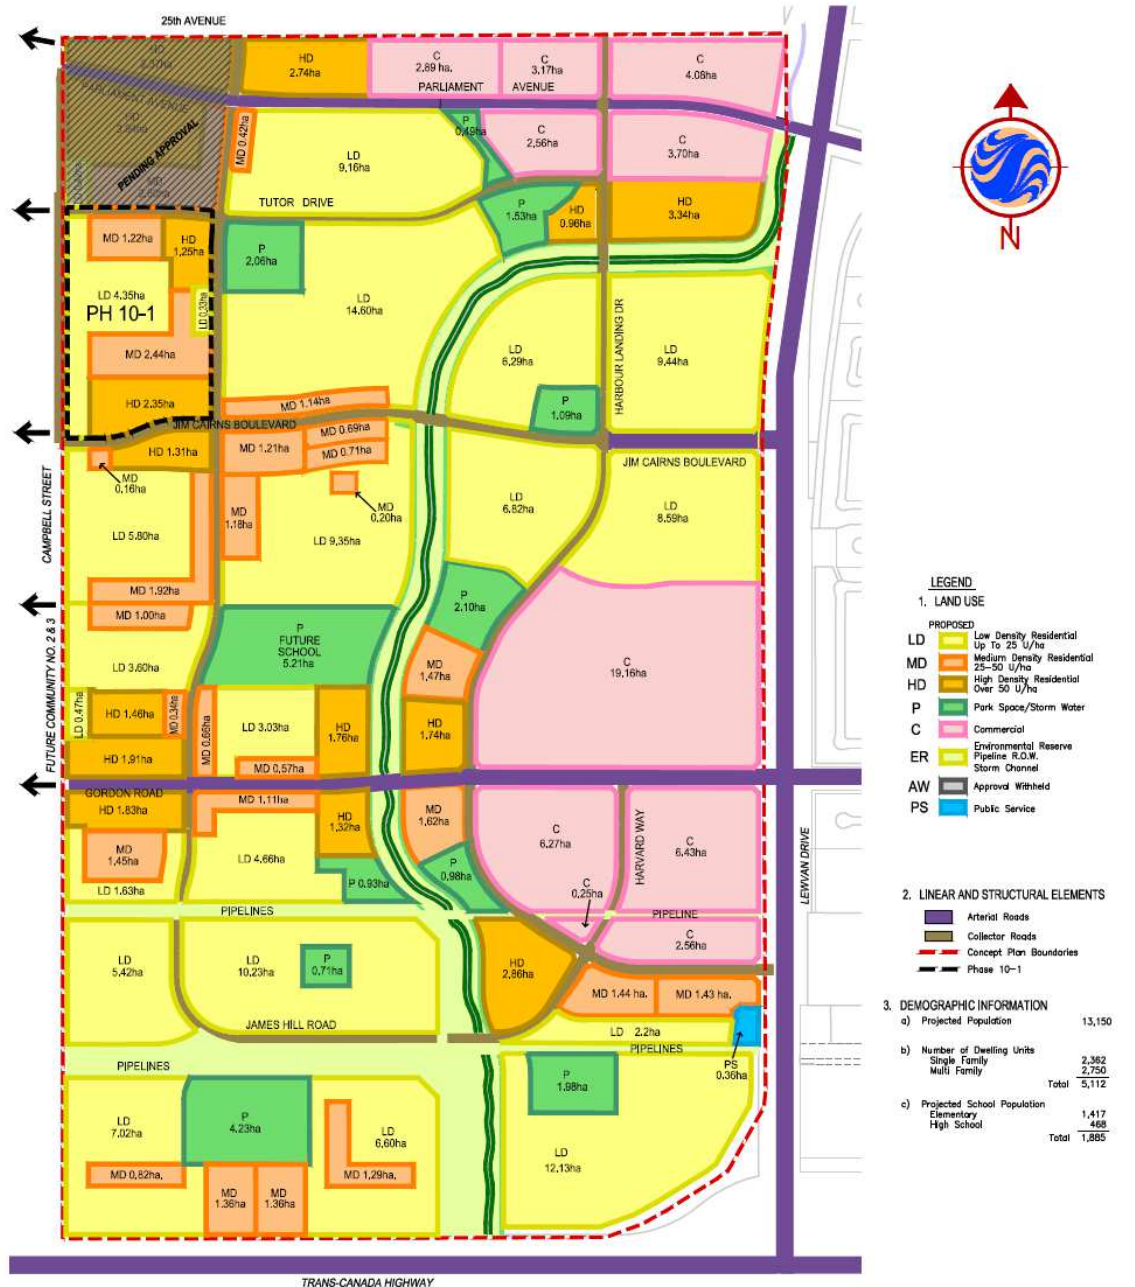 25th AVENUE
HD
2.74ha
C
2.89 ha.
C
3.17ha
C
4.08ha
PARLIAMENT AVENUE
PARLIAMENT AVENUE
PENDING APPROVAL
MD 0.42ha
LD
9.16ha
P
0.49ha
C
2.56ha
C
3.70ha
TUTOR DRIVE
P
1.53ha
HD
0.96ha
HD
3.34ha
MD 1.22ha
HD
1.25ha
P
2.06ha
LD 4.35ha
PH 10-1
LD 0.33ha
LD
14.60ha
MD 2.44ha
LD
6.29ha
HARBOUR LANDING DR
LD
9.44ha
HD 2.35ha
MD 1.14ha
P
1.09ha
JIM CAIRNS BOULEVARD
MD 0.69ha
HD 1.31ha
MD 1.21ha
MD 0.71ha
JIM CAIRNS BOULEVARD
MD
0.16ha
MD
1.18ha
MD
0.20ha
LD
6.82ha
LD
8.59ha
CAMPBELL STREET
LD 5.80ha
LD 9.35ha
MD 1.92ha
MD 1.00ha
P
2.10ha
P
FUTURE
SCHOOL
5.21ha
FUTURE COMMUNITY NO. 2 & 3
LD 3.60ha
MD
1.47ha
C
19.16ha
LD 0.47ha
HD 1.46ha
MD 0.34ha
MD 0.66ha
LD 3.03ha
HD
1.76ha
HD
1.74ha
HD 1.91ha
MD 0.57ha
GORDON ROAD
HD 1.83ha
MD 1.11ha
HD
1.32ha
MD
1.62ha
C
6.27ha
HARVARD WAY
C
6.43ha
LEWVAN DRIVE
MD
1.45ha
LD 4.66ha
LD 1.63ha
P 0.93ha
P
0.98ha
C
0.25ha
PIPELINES
PIPELINE
C
2.56ha
LD
5.42ha
LD
10.23ha
P
0.71ha
HD
2.86ha
MD 1.44 ha.
MD 1.43 ha.
JAMES HILL ROAD
LD 2.2ha
PIPELINES
PIPELINES
PS
0.36ha
P
1.98ha
LD
7.02ha
P
4.23ha
LD
6.60ha
LD
12.13ha
MD 0.82ha.
MD
1.36ha
MD
1.36ha
MD 1.29ha.
TRANS-CANADA HIGHWAY
N
LEGEND
1. LAND USE
PROPOSED
LD Low Density Residential
Up To 25 U/ha
MD Medium Density Residential
25-50 U/ha
HD High Density Residential
Over 50 U/ha
P Park Space/Storm Water
C Commercial
ER Environmental Reserve
Pipeline R.O.W.
Storm Channel
AW Approval Withheld
PS Public Service
2. LINEAR AND STRUCTURAL ELEMENTS
Arterial Roads
Collector Roads
Concept Plan Boundaries
Phase 10-1
3. DEMOGRAPHIC INFORMATION
a) Projected Population 13,150
b) Number of Dwelling Units
Single Family 2,362
Multi Family 2,750
Total 5,112
c) Projected School Population
Elementary 1,417
High School 468
Total 1,885